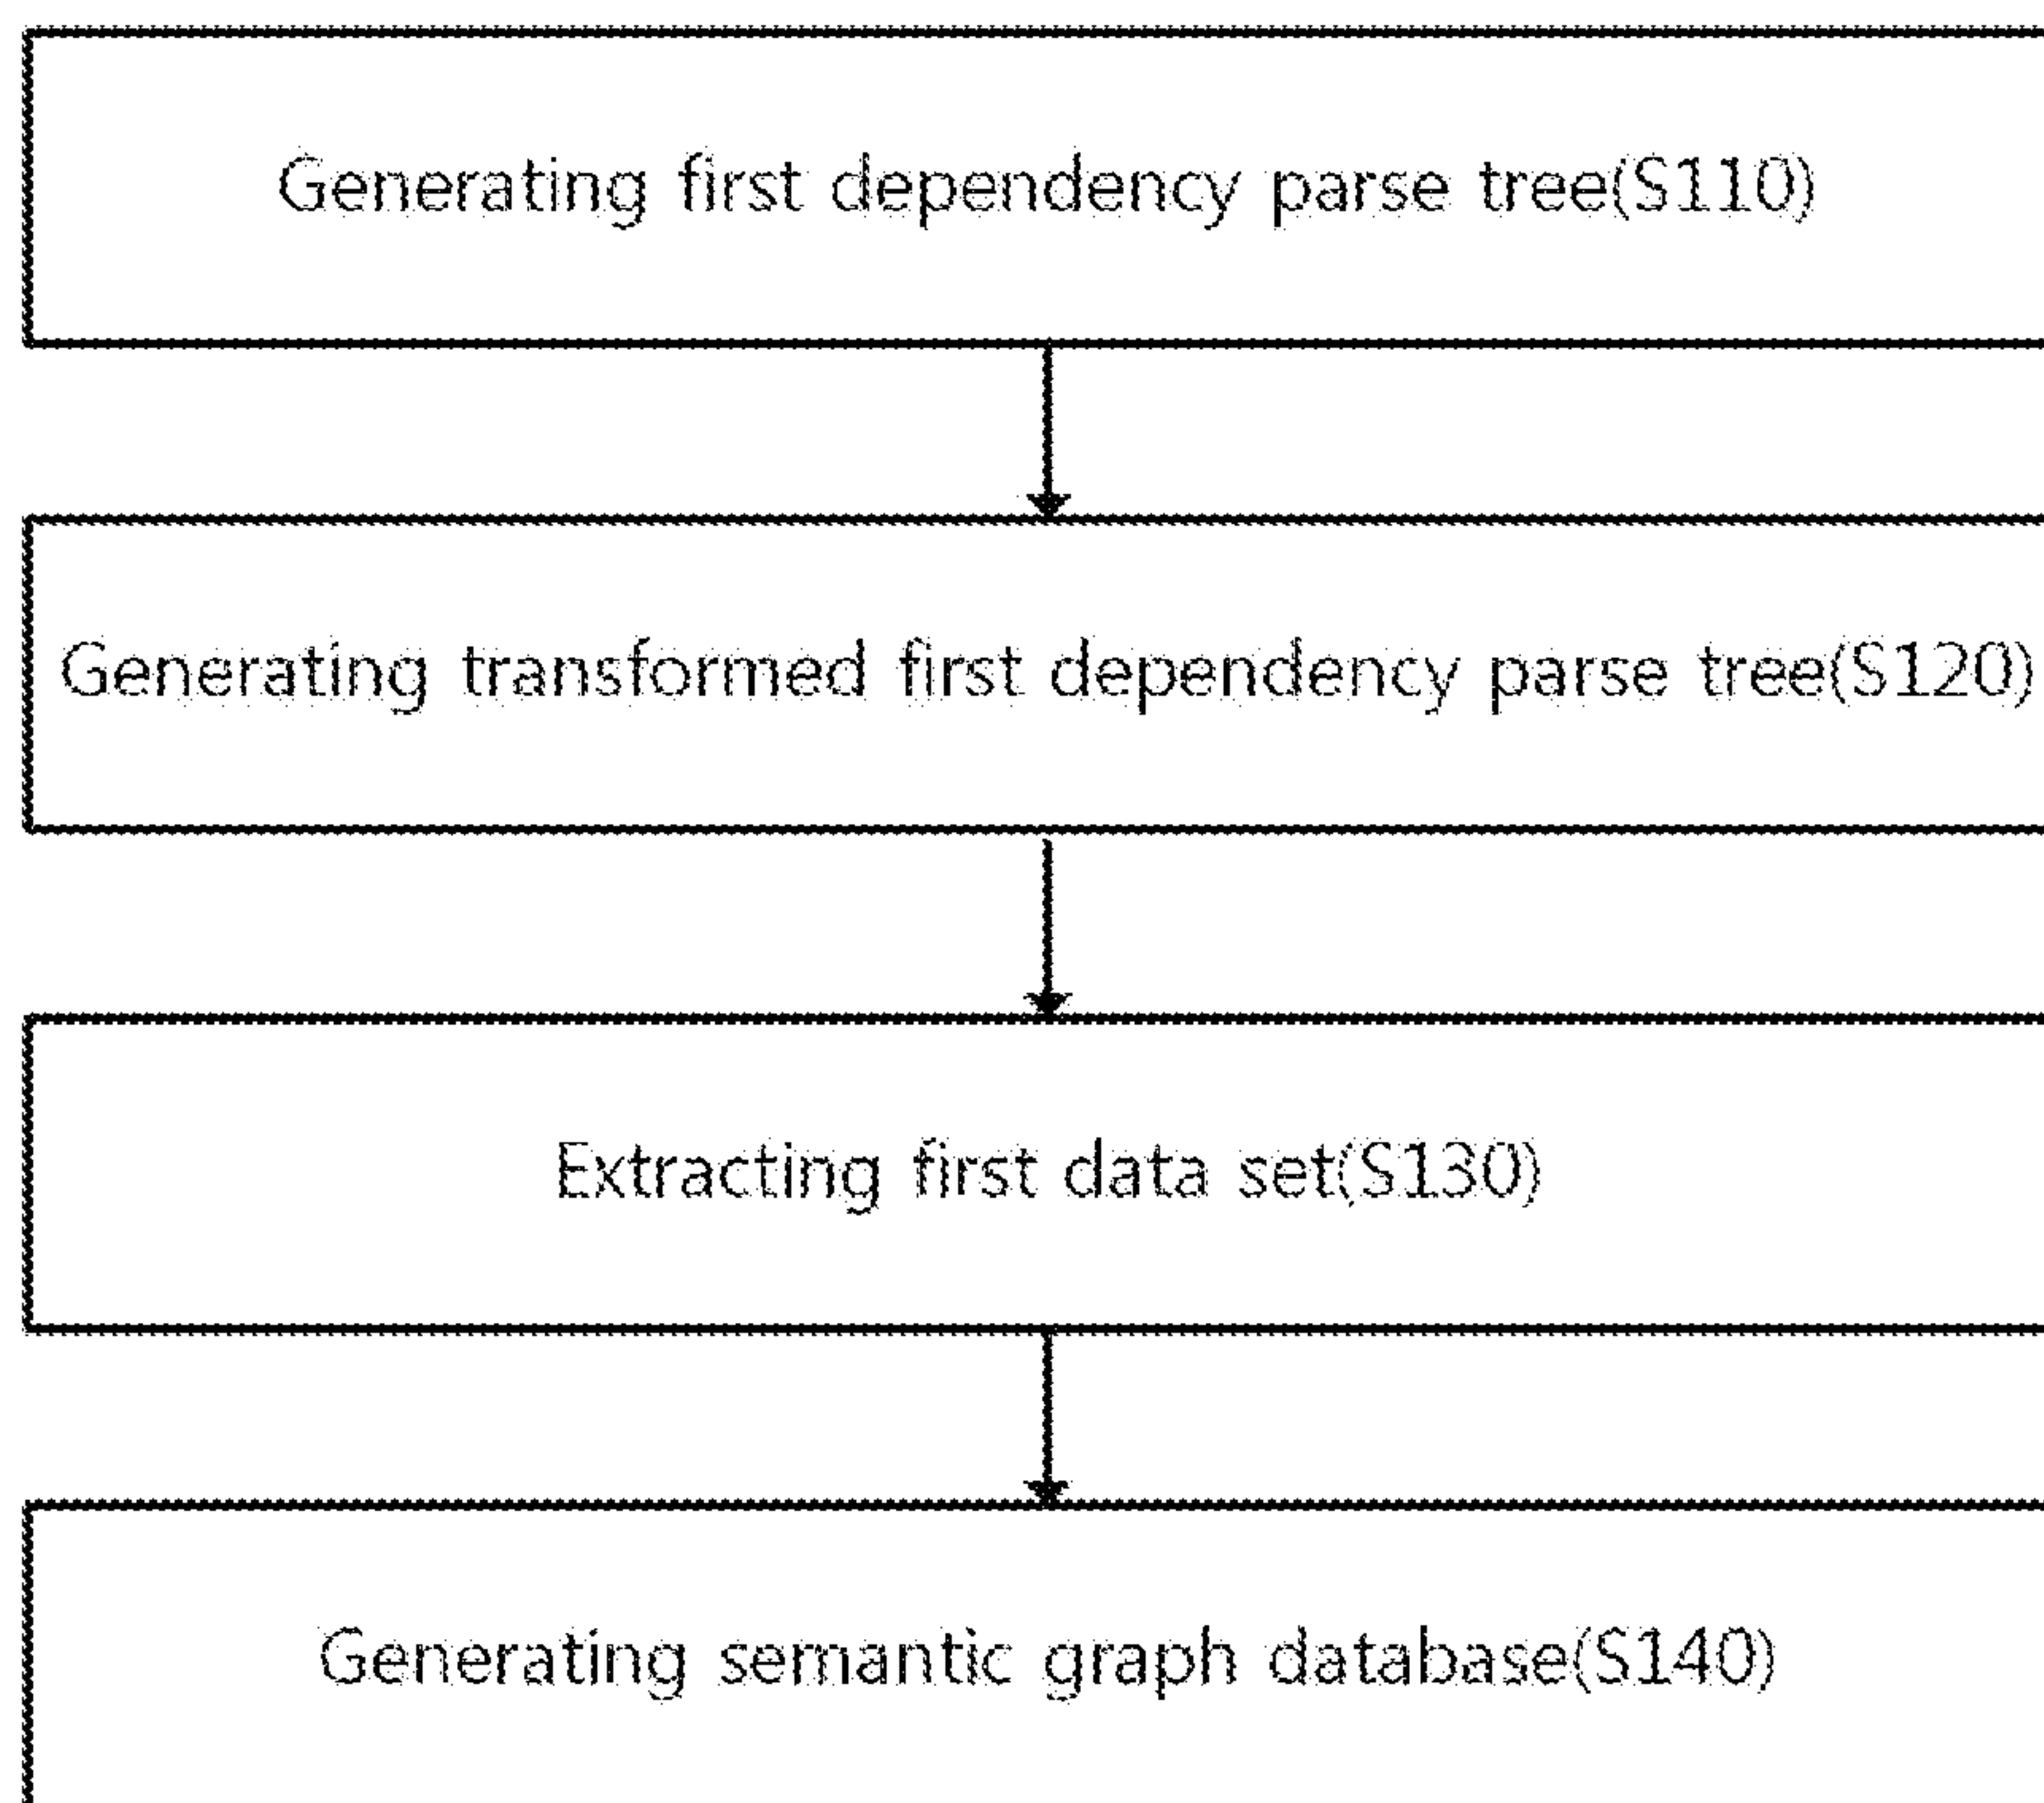 Generating first dependency parse tree(S110)
Generating transformed first dependency parse tree(S120)
Extracting first data set(S130)
Generating semantic graph database(S140)